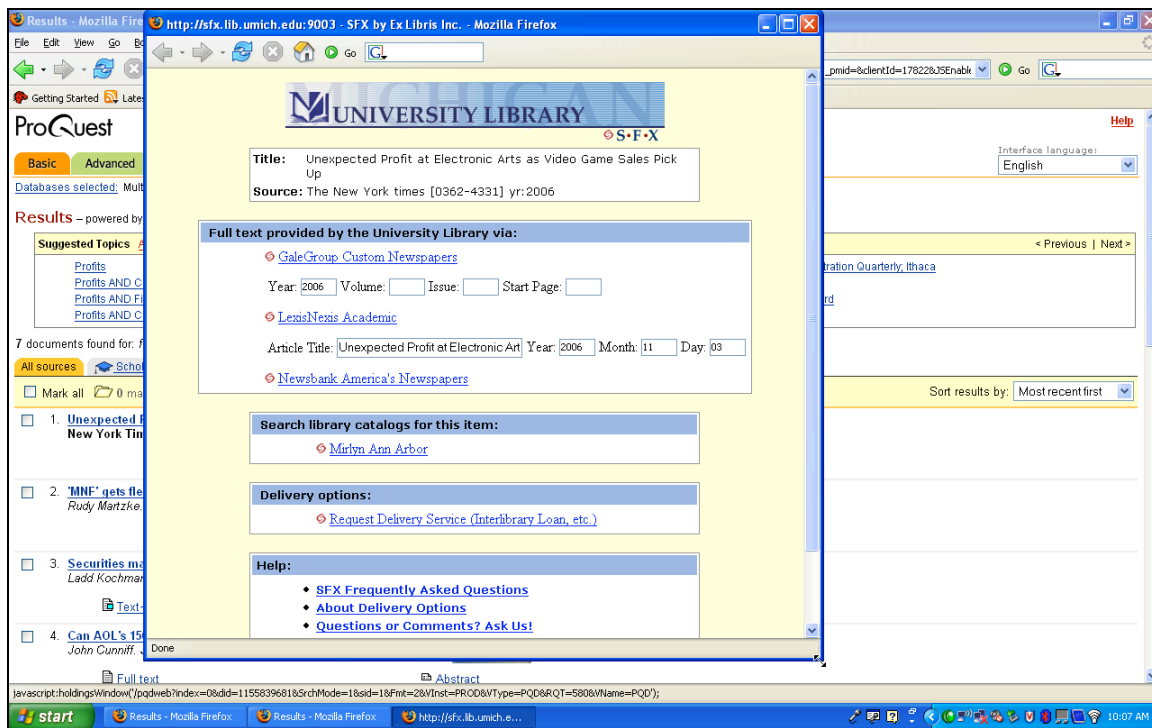 Results - Mozilla Fire
File Edit View Go Bo
Getting Started Late
_pmid=&clientId=17822&JSEnabl Go G
ProQuest
Help
Interface language:
English
Basic Advanced
Databases selected: Mult
Results – powered by
Suggested Topics A
< Previous | Next >
Profits
Profits AND C
Profits AND Fi
Profits AND C
tration Quarterly; Ithaca
rd
7 documents found for: f
All sources Schol
Mark all 0 ma
Sort results by: Most recent first
1. Unexpected P
New York Tim
2. 'MNF' gets fle
Rudy Martzke.
3. Securities ma
Ladd Kochmar
Text-
4. Can AOL's 150
John Cunniff. J
Full text Abstract
http://sfx.lib.umich.edu:9003 - SFX by Ex Libris Inc. - Mozilla Firefox
Go G
MICHIGAN
UNIVERSITY LIBRARY
S•F•X
Title: Unexpected Profit at Electronic Arts as Video Game Sales Pick
Up
Source: The New York times [0362-4331] yr:2006
Full text provided by the University Library via:
GaleGroup Custom Newspapers
Year: 2006 Volume: Issue: Start Page:
LexisNexis Academic
Article Title: Unexpected Profit at Electronic Art Year: 2006 Month: 11 Day: 03
Newsbank America's Newspapers
Search library catalogs for this item:
Mirlyn Ann Arbor
Delivery options:
Request Delivery Service (Interlibrary Loan, etc.)
Help:
SFX Frequently Asked Questions
About Delivery Options
Questions or Comments? Ask Us!
Done
javascript:holdingsWindow('/pqdweb?index=0&did=1155839681&SrchMode=1&sid=1&Fmt=2&VInst=PROD&VType=PQD&RQT=580&VName=PQD');
start Results - Mozilla Firefox Results - Mozilla Firefox http://sfx.lib.umich.e... 10:07 AM